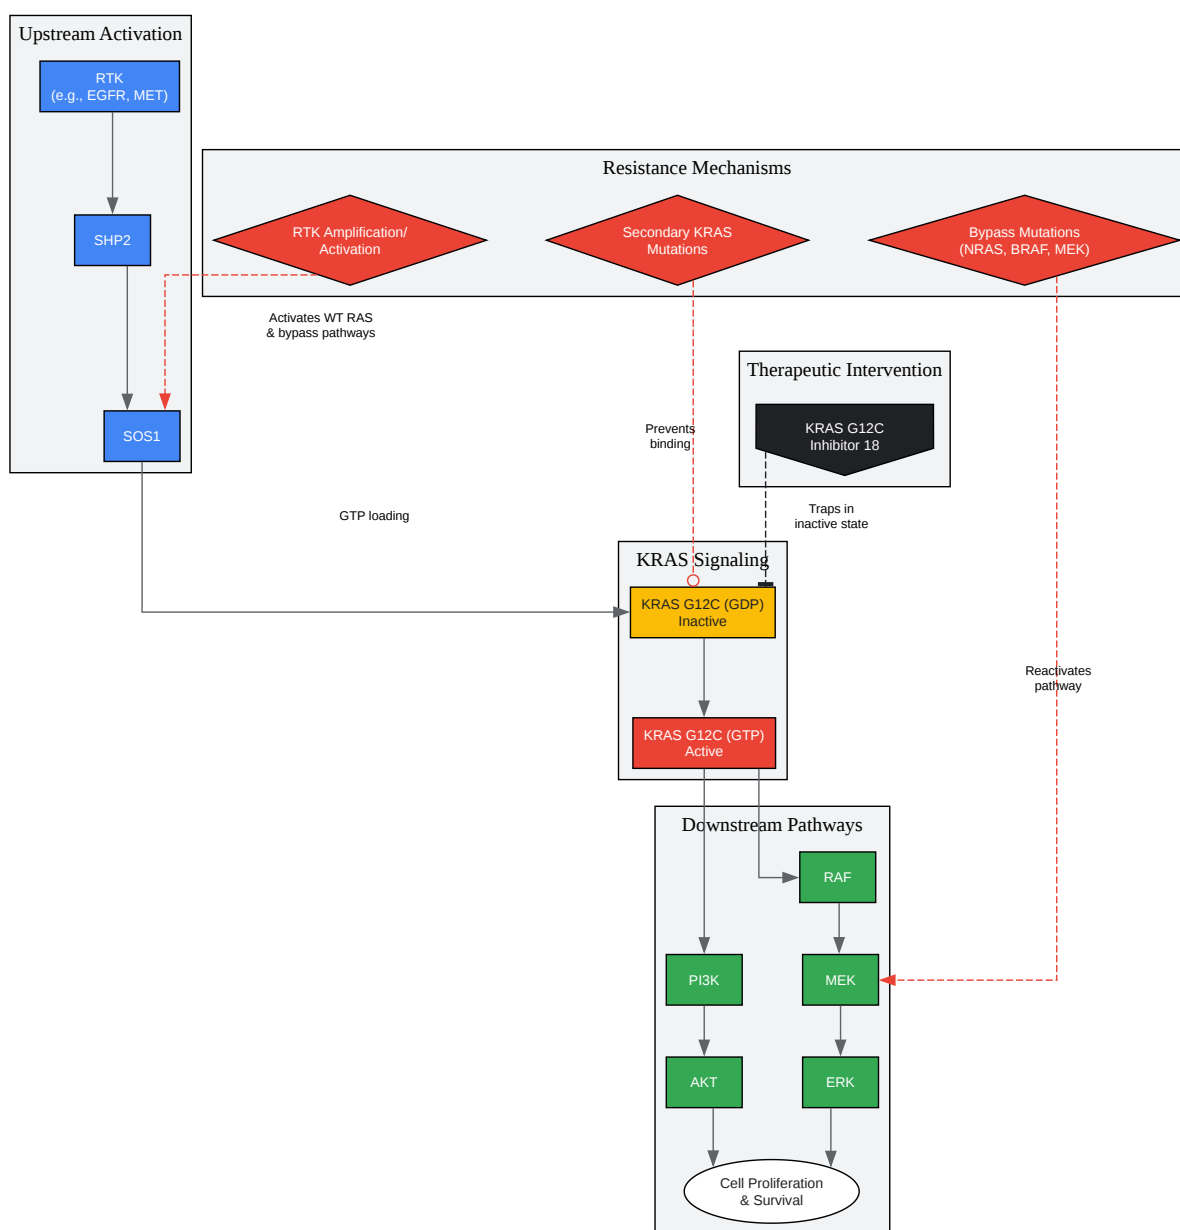 Upstream Activation
RTK
(e.g., EGFR, MET)
SHP2
SOS1
Resistance Mechanisms
RTK Amplification/
Activation
Secondary KRAS
Mutations
Bypass Mutations
(NRAS, BRAF, MEK)
Activates WT RAS
& bypass pathways
Therapeutic Intervention
KRAS G12C
Inhibitor 18
Prevents
binding
GTP loading
Traps in
inactive state
KRAS Signaling
KRAS G12C (GDP)
Inactive
KRAS G12C (GTP)
Active
Reactivates
pathway
Downstream Pathways
RAF
PI3K
MEK
AKT
ERK
Cell Proliferation
& Survival